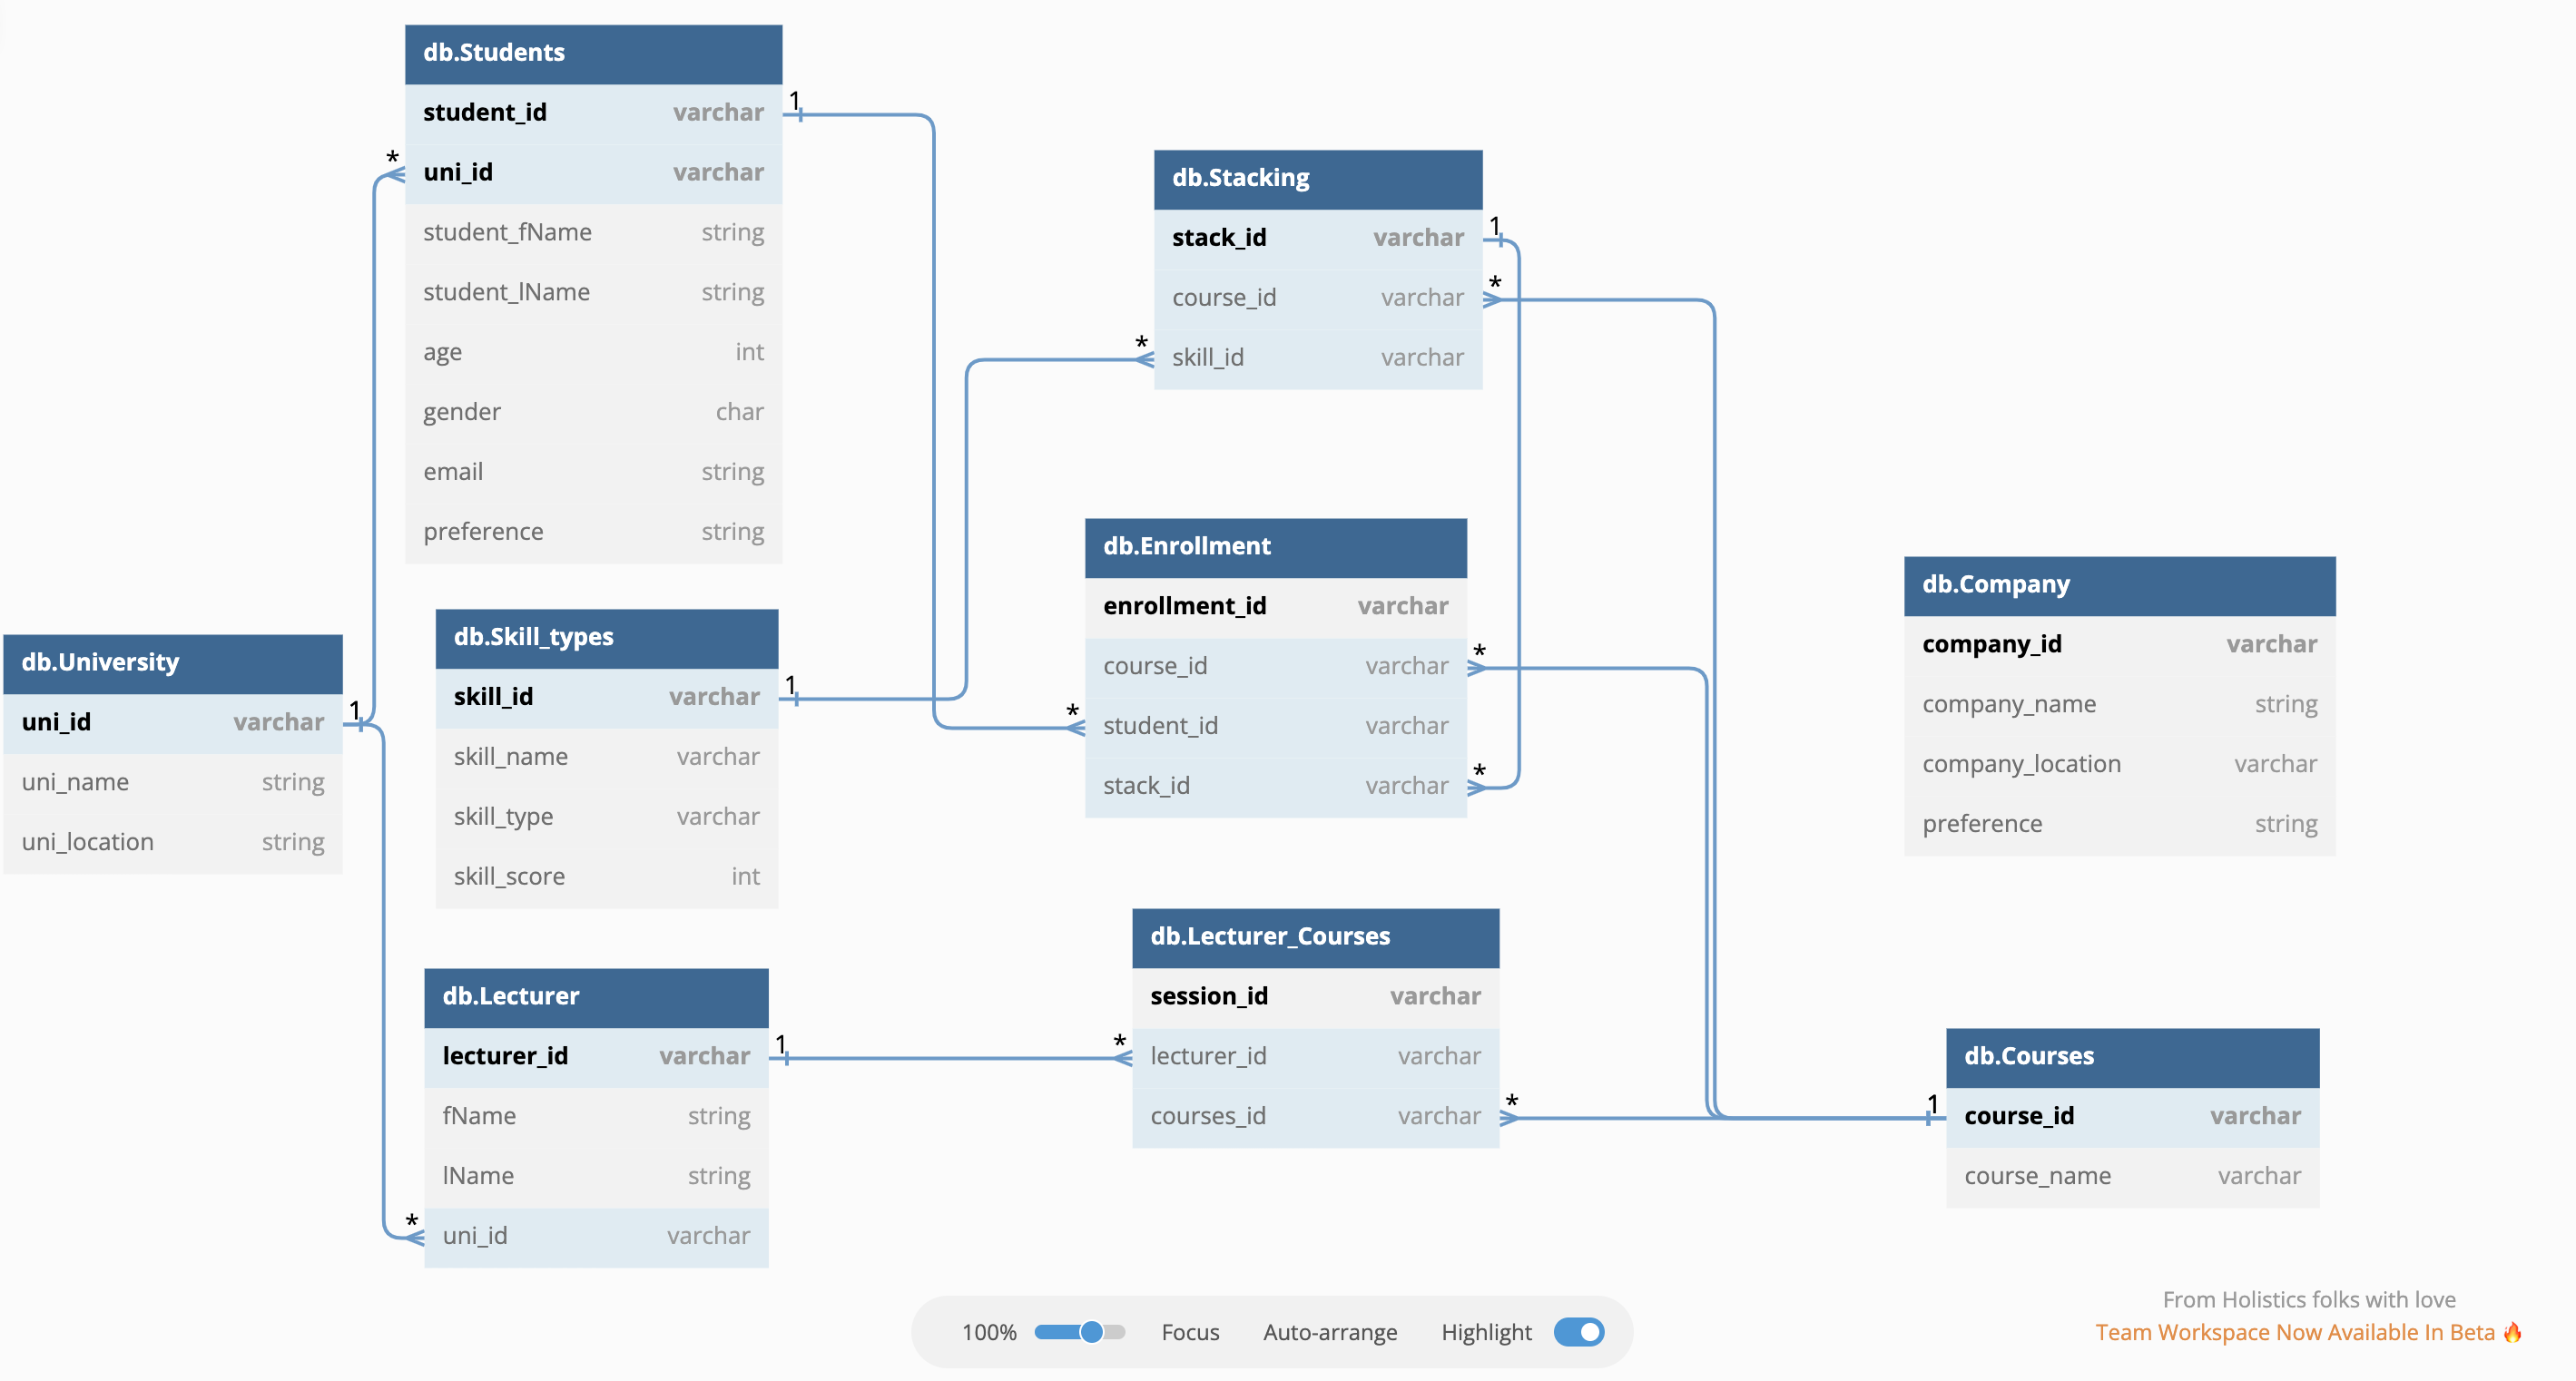 db.Students
student_id varchar
uni_id varchar
student_fName string
student_lName string
age int
gender char
email string
preference string
1
*
db.Stacking
stack_id varchar
course_id varchar
skill_id varchar
1
*
*
db.Enrollment
enrollment_id varchar
course_id varchar
student_id varchar
stack_id varchar
*
*
*
db.Company
company_id varchar
company_name string
company_location varchar
preference string
db.Skill_types
skill_id varchar
skill_name varchar
skill_type varchar
skill_score int
1
db.University
uni_id varchar
uni_name string
uni_location string
1
db.Lecturer_Courses
session_id varchar
lecturer_id varchar
courses_id varchar
*
*
db.Lecturer
lecturer_id varchar
fName string
lName string
uni_id varchar
1
*
db.Courses
course_id varchar
course_name varchar
1
100% Focus Auto-arrange Highlight
From Holistics folks with love
Team Workspace Now Available In Beta 🔥